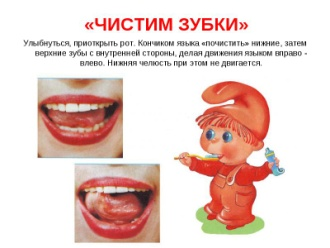 «ЧИСТИМ ЗУБКИ»
Улыбнуться, приоткрыть рот. Кончиком языка «почистить» нижние, затем
верхние зубы с внутренней стороны, делая движения языком вправо -
влево. Нижняя челюсть при этом не двигается.